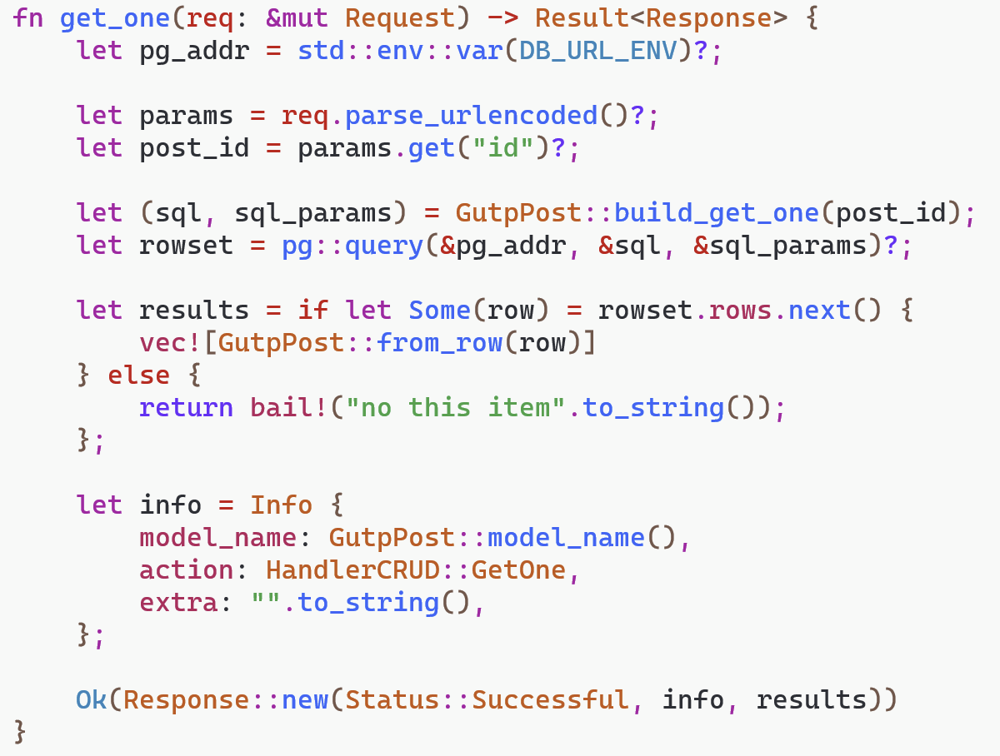 fn get_one(req: &mut Request) -> Result<Response> {
    let pg_addr = std::env::var(DB_URL_ENV)?;

    let params = req.parse_urlencoded()?;
    let post_id = params.get("id")?;

    let (sql, sql_params) = GutpPost::build_get_one(post_id);
    let rowset = pg::query(&pg_addr, &sql, &sql_params)?;

    let results = if let Some(row) = rowset.rows.next() {
        vec![GutpPost::from_row(row)]
    } else {
        return bail!("no this item".to_string());
    };

    let info = Info {
        model_name: GutpPost::model_name(),
        action: HandlerCRUD::GetOne,
        extra: "".to_string(),
    };

    Ok(Response::new(Status::Successful, info, results))
}